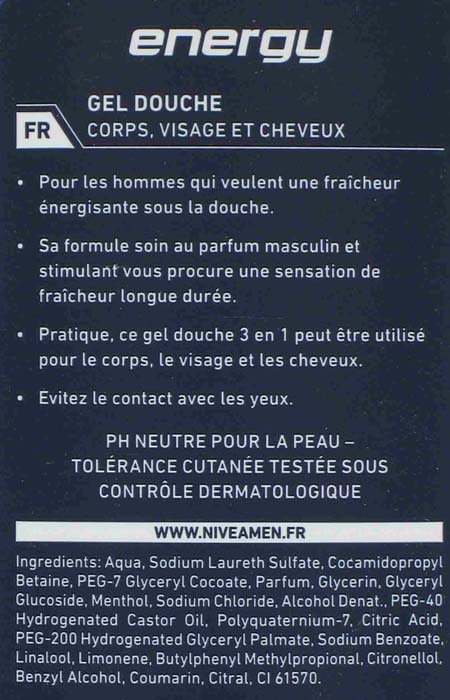 energy
GEL DOUCHE
FR
CORPS, VISAGE ET CHEVEUX
• Pour les hommes qui veulent une fraîcheur
énergisante sous la douche.
• Sa formule soin au parfum masculin et
stimulant vous procure une sensation de
fraîcheur longue durée.
• Pratique, ce gel douche 3 en 1 peut être utilisé
pour le corps, le visage et les cheveux.
• Evitez le contact avec les yeux.
PH NEUTRE POUR LA PEAU –
TOLÉRANCE CUTANÉE TESTÉE SOUS
CONTRÔLE DERMATOLOGIQUE
WWW.NIVEAMEN.FR
Ingredients: Aqua, Sodium Laureth Sulfate, Cocamidopropyl
Betaine, PEG-7 Glyceryl Cocoate, Parfum, Glycerin, Glyceryl
Glucoside, Menthol, Sodium Chloride, Alcohol Denat., PEG-40
Hydrogenated Castor Oil, Polyquaternium-7, Citric Acid,
PEG-200 Hydrogenated Glyceryl Palmate, Sodium Benzoate,
Linalool, Limonene, Butylphenyl Methylpropional, Citronellol,
Benzyl Alcohol, Coumarin, Citral, CI 61570.